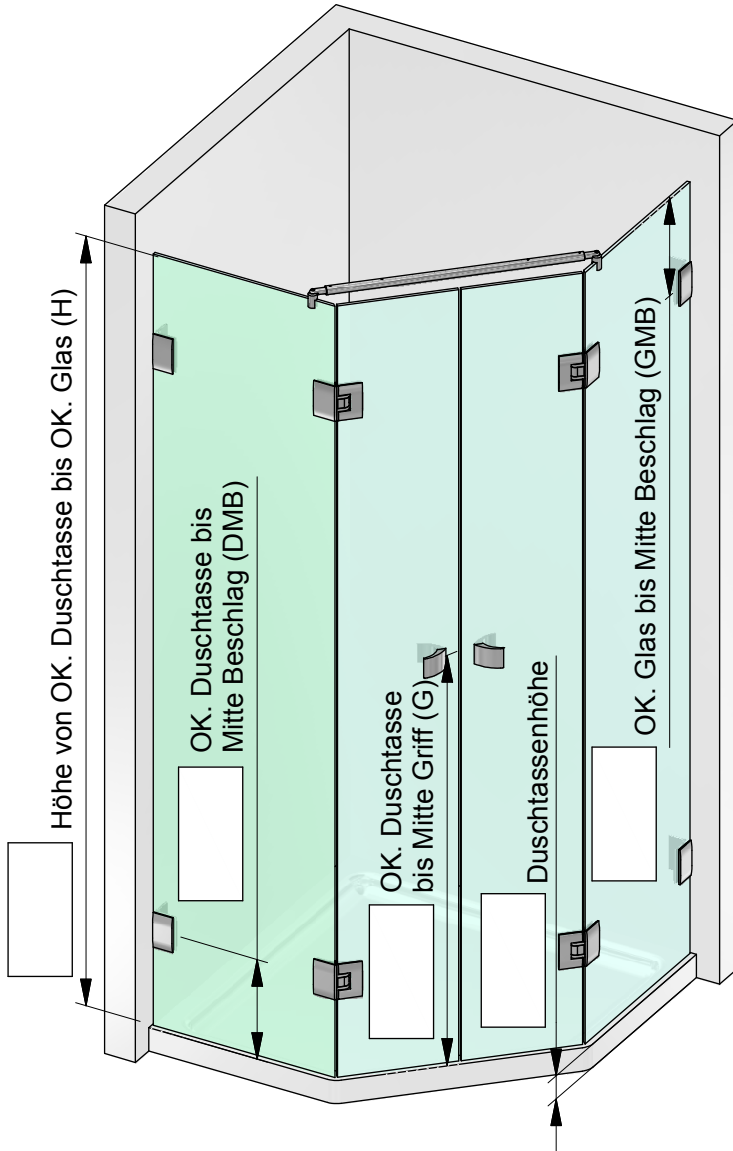 Höhe von OK. Duschtasse bis OK. Glas (H)
OK. Duschtasse bis
Mitte Beschlag (DMB)
OK. Duschtasse
bis Mitte Griff (G)
Duschtassenhöhe
OK. Glas bis Mitte Beschlag (GMB)